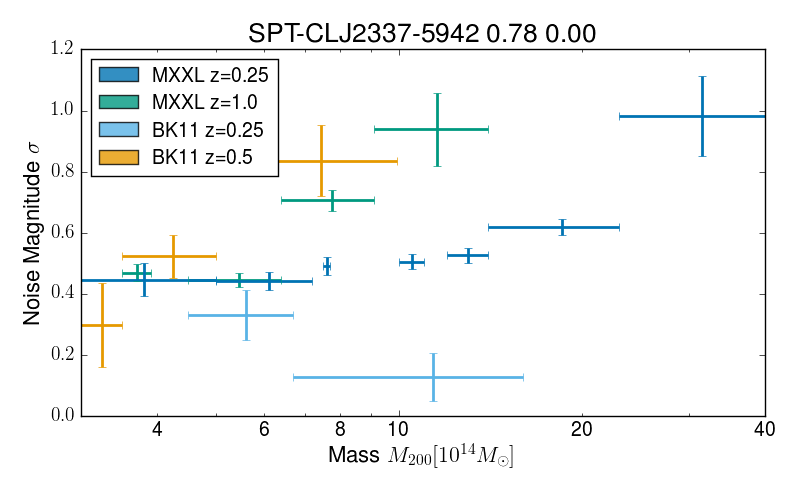 SPT-CLJ2337-5942 0.78 0.00
1.2
1.0
0.8
0.6
0.4
0.2
0.0
Noise Magnitude σ
MXXL z=0.25
MXXL z=1.0
BK11 z=0.25
BK11 z=0.5
4 6 8 10 20 40
Mass M₂₀₀[10¹⁴M☉]